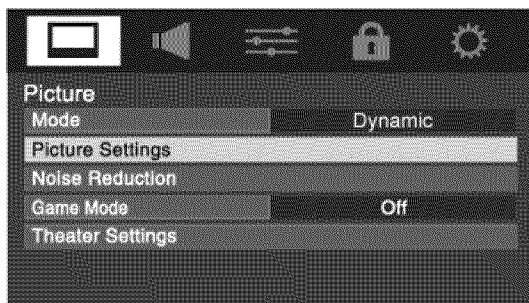 Picture
Mode Dynamic
Picture Settings
Noise Reduction
Game Mode Off
Theater Settings